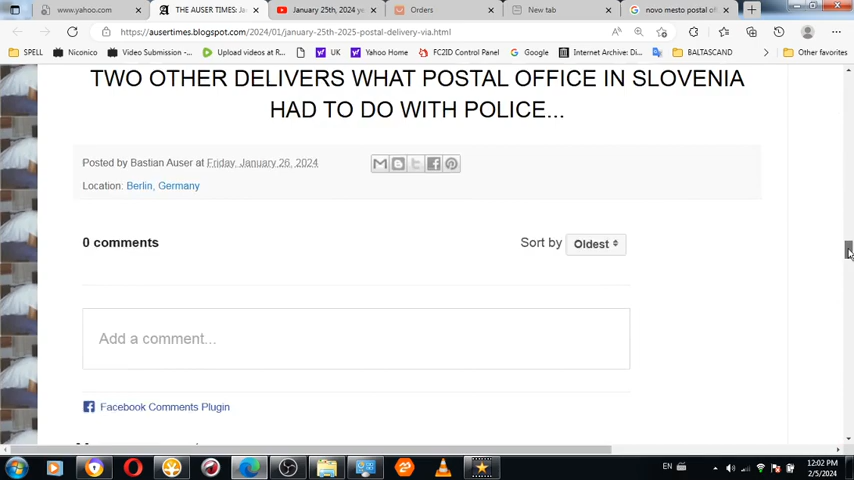 www.yahoo.com
THE AUSER TIMES: Ja
January 25th, 2024 ye
Orders
New tab
novo mesto postal of
https://ausertimes.blogspot.com/2024/01/january-25th-2025-postal-delivery-via.html
SPELL
Niconico
Video Submission -...
Upload videos at R...
UK
Yahoo Home
FC2ID Control Panel
Google
Internet Archive: Di...
BALTASCAND
Other favorites
TWO OTHER DELIVERS WHAT POSTAL OFFICE IN SLOVENIA
HAD TO DO WITH POLICE...
Posted by Bastian Auser at Friday, January 26, 2024
Location: Berlin, Germany
0 comments
Sort by Oldest
Add a comment...
Facebook Comments Plugin
EN
12:02 PM
2/5/2024